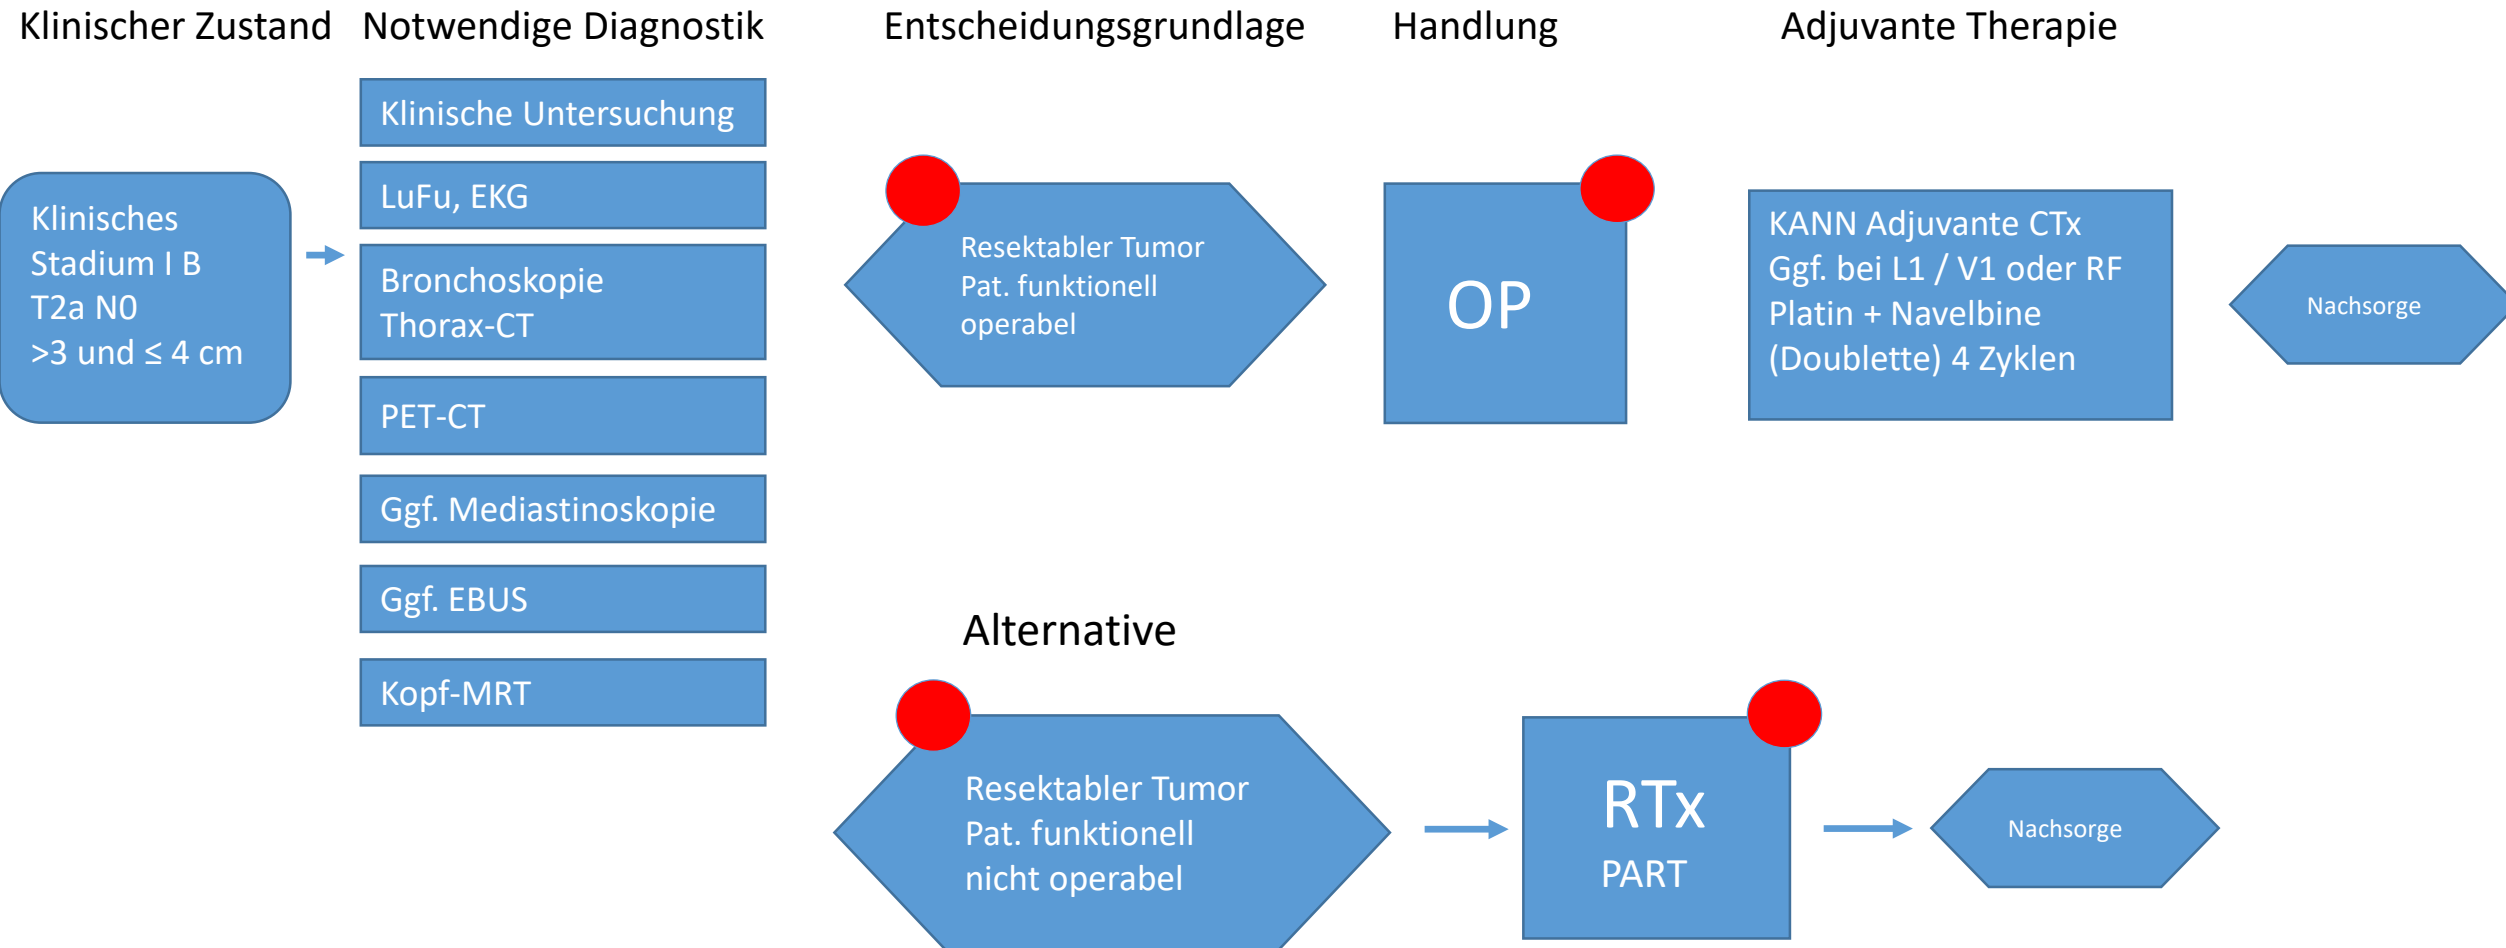 Klinischer Zustand
Notwendige Diagnostik
Entscheidungsgrundlage
Handlung
Adjuvante Therapie
Klinisches
Stadium I B
T2a N0
>3 und ≤ 4 cm
Klinische Untersuchung
LuFu, EKG
Bronchoskopie
Thorax-CT
PET-CT
Ggf. Mediastinoskopie
Ggf. EBUS
Kopf-MRT
Resektabler Tumor
Pat. funktionell
operabel
OP
KANN Adjuvante CTx
Ggf. bei L1 / V1 oder RF
Platin + Navelbine
(Doublette) 4 Zyklen
Nachsorge
Alternative
Resektabler Tumor
Pat. funktionell
nicht operabel
RTx
PART
Nachsorge